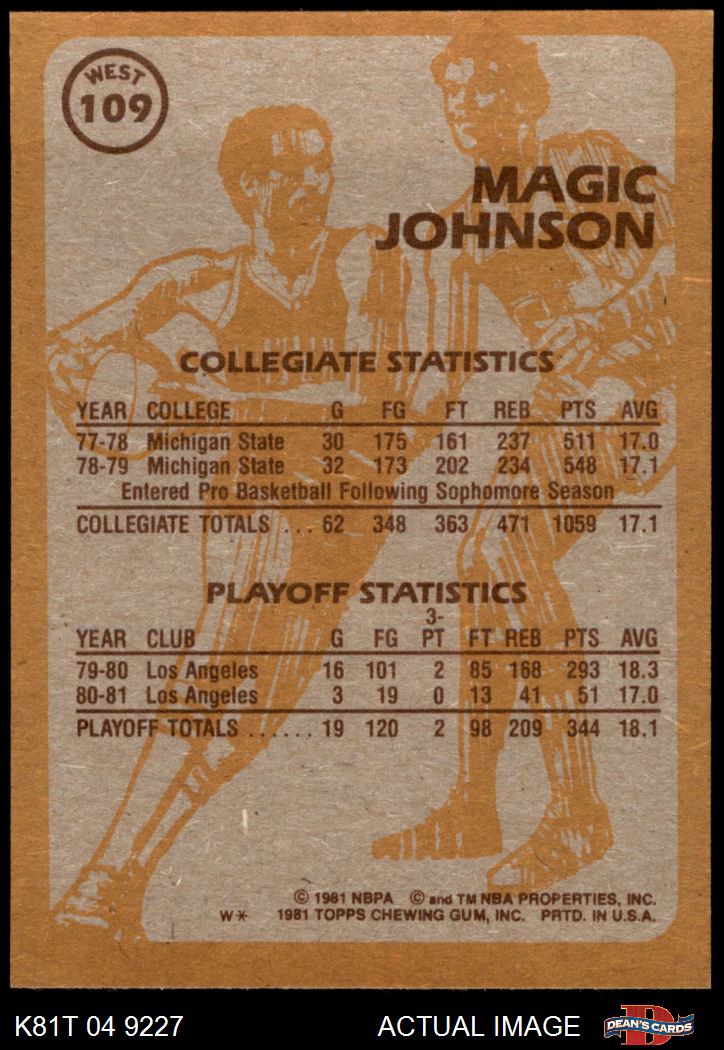 WEST
109
MAGIC
JOHNSON
COLLEGIATE STATISTICS
YEAR COLLEGE G FG FT REB PTS AVG
77-78 Michigan State 30 175 161 237 511 17.0
78-79 Michigan State 32 173 202 234 548 17.1
Entered Pro Basketball Following Sophomore Season
COLLEGIATE TOTALS ... 62 348 363 471 1059 17.1
PLAYOFF STATISTICS
YEAR CLUB G FG 3-PT FT REB PTS AVG
79-80 Los Angeles 16 101 2 85 168 293 18.3
80-81 Los Angeles 3 19 0 13 41 51 17.0
PLAYOFF TOTALS ...... 19 120 2 98 209 344 18.1
© 1981 NBPA © and TM NBA PROPERTIES, INC.
W* 1981 TOPPS CHEWING GUM, INC. PRTD. IN U.S.A.
K81T 04 9227 ACTUAL IMAGE D DEAN'S CARDS